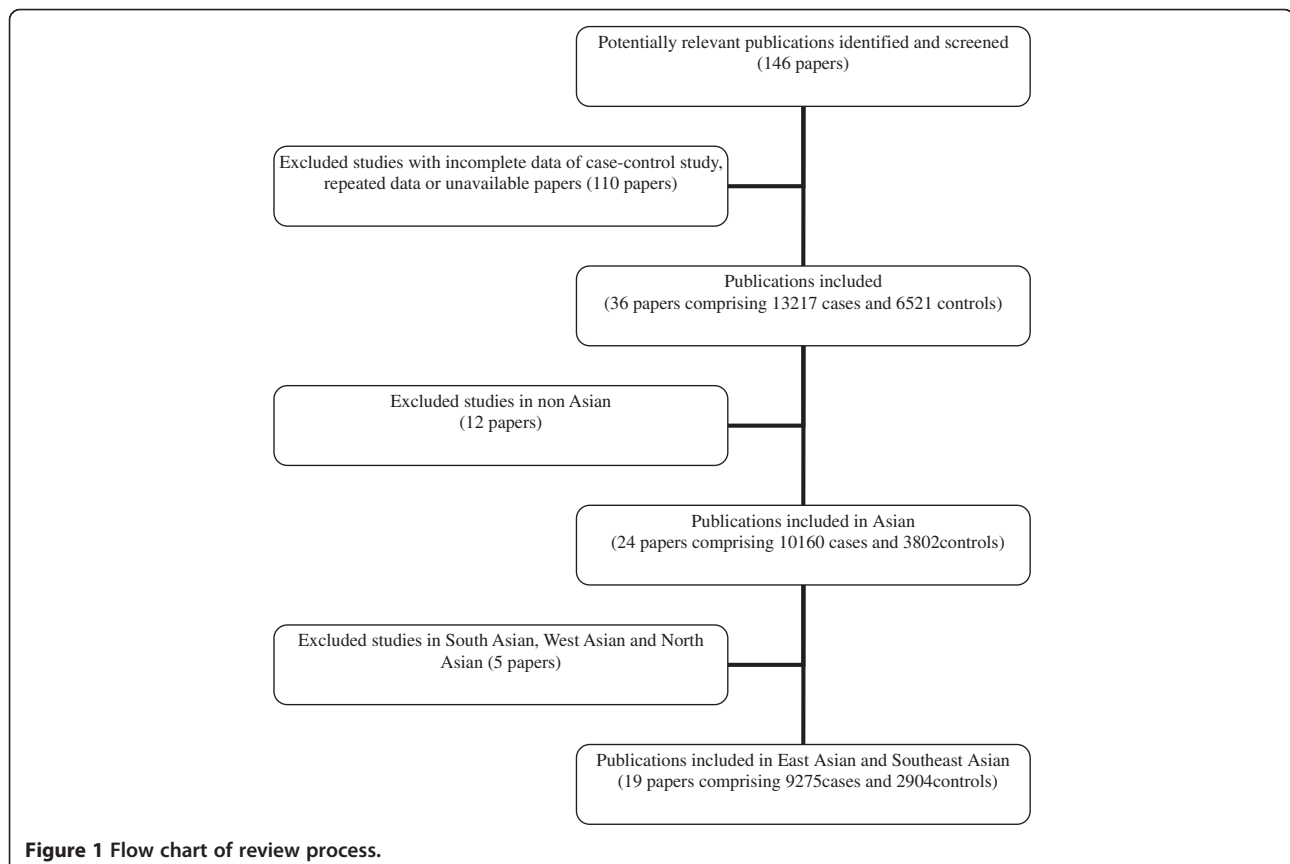 Potentially relevant publications identified and screened
(146 papers)
Excluded studies with incomplete data of case-control study,
repeated data or unavailable papers (110 papers)
Publications included
(36 papers comprising 13217 cases and 6521 controls)
Excluded studies in non Asian
(12 papers)
Publications included in Asian
(24 papers comprising 10160 cases and 3802controls)
Excluded studies in South Asian, West Asian and North
Asian (5 papers)
Publications included in East Asian and Southeast Asian
(19 papers comprising 9275cases and 2904controls)
Figure 1 Flow chart of review process.